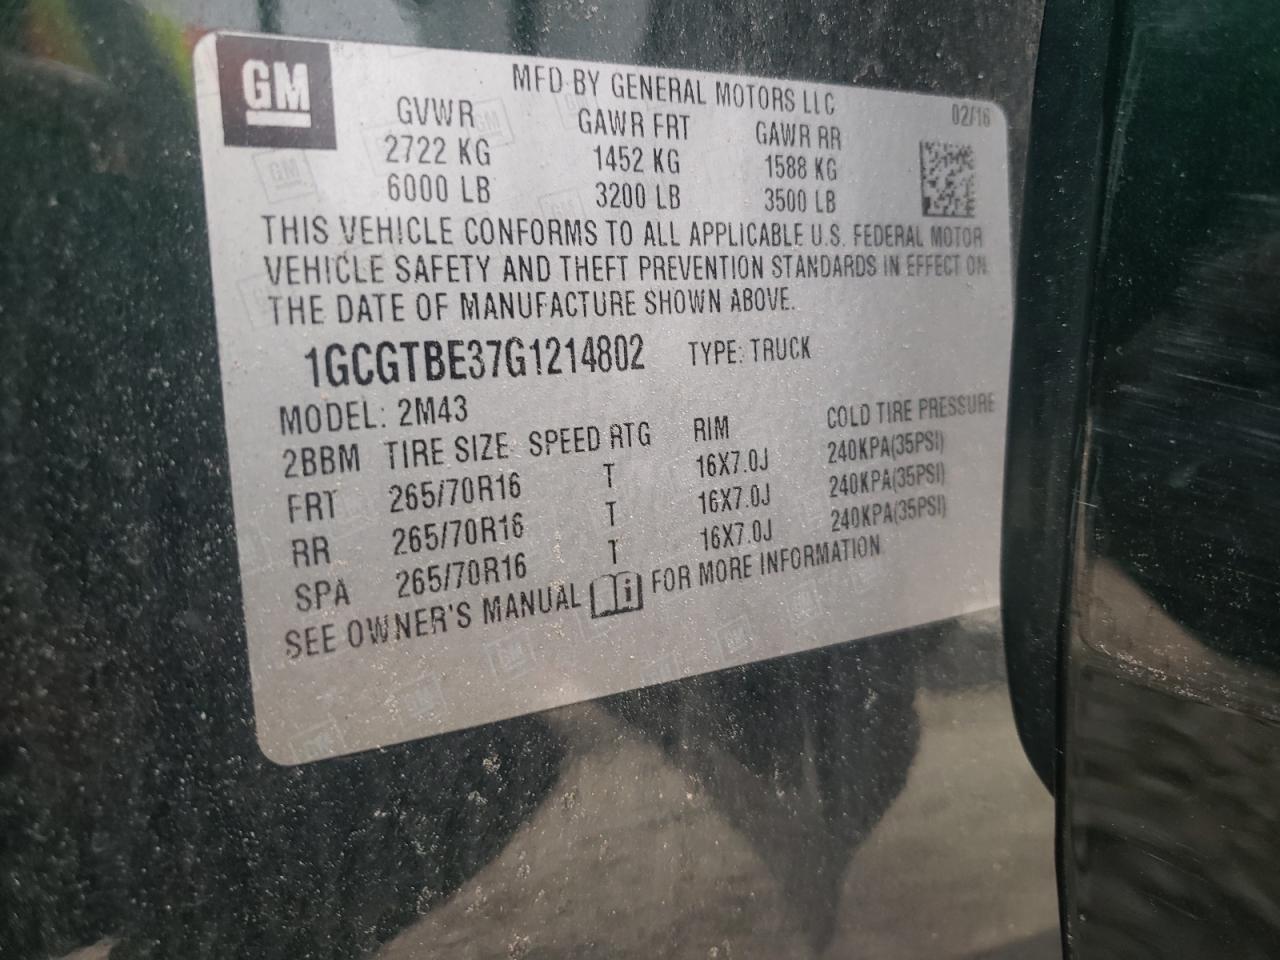 GM
MFD BY GENERAL MOTORS LLC
02/16
GVWR GAWR FRT GAWR RR
2722 KG 1452 KG 1588 KG
6000 LB 3200 LB 3500 LB
THIS VEHICLE CONFORMS TO ALL APPLICABLE U.S. FEDERAL MOTOR
VEHICLE SAFETY AND THEFT PREVENTION STANDARDS IN EFFECT ON
THE DATE OF MANUFACTURE SHOWN ABOVE.
1GCGTBE37G1214802 TYPE: TRUCK
MODEL: 2M43
2BBM TIRE SIZE SPEED RTG RIM COLD TIRE PRESSURE
FRT 265/70R16 T 16X7.0J 240KPA(35PSI)
RR 265/70R16 T 16X7.0J 240KPA(35PSI)
SPA 265/70R16 T 16X7.0J 240KPA(35PSI)
SEE OWNER'S MANUAL i FOR MORE INFORMATION